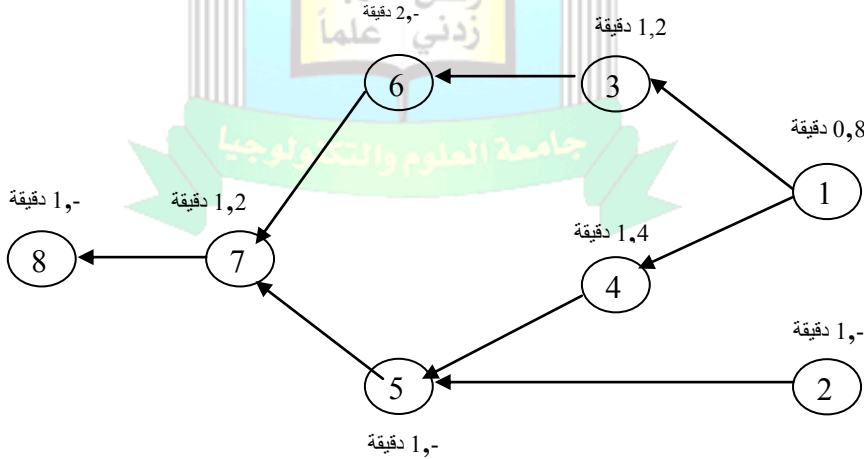 زدني علماً
جامعة العلوم والتكنولوجيا
2,- دقيقة
1,2 دقيقة
6
3
0,8 دقيقة
1
1,- دقيقة
1,2 دقيقة
1,4 دقيقة
8
7
4
1,- دقيقة
5
2
1,- دقيقة